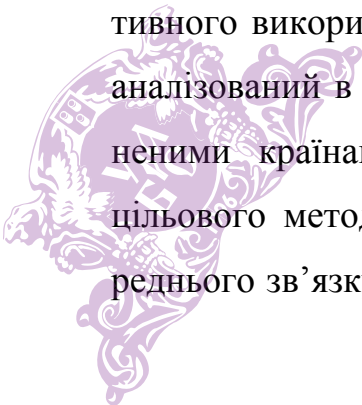 тивного викори
аналізований в
неними країна
цільового мето
реднього зв’язк